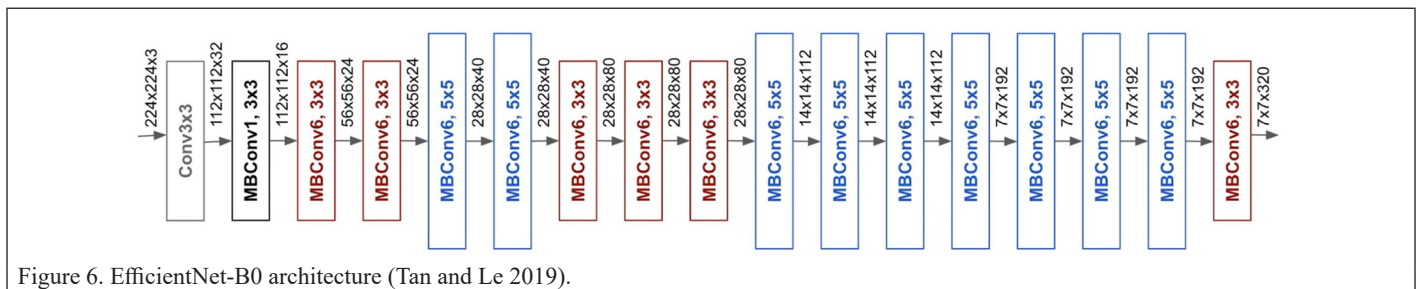 224x224x3
Conv3x3
112x112x32
MBConv1, 3x3
112x112x16
MBConv6, 3x3
56x56x24
MBConv6, 3x3
56x56x24
MBConv6, 5x5
28x28x40
MBConv6, 5x5
28x28x40
MBConv6, 3x3
28x28x80
MBConv6, 3x3
28x28x80
MBConv6, 3x3
28x28x80
MBConv6, 5x5
14x14x112
MBConv6, 5x5
14x14x112
MBConv6, 5x5
14x14x112
MBConv6, 5x5
7x7x192
MBConv6, 5x5
7x7x192
MBConv6, 5x5
7x7x192
MBConv6, 5x5
7x7x192
MBConv6, 3x3
7x7x320
Figure 6. EfficientNet-B0 architecture (Tan and Le 2019).